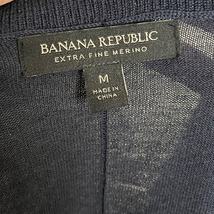 BANANA REPUBLIC
EXTRA FINE MERINO
M
MADE IN
CHINA